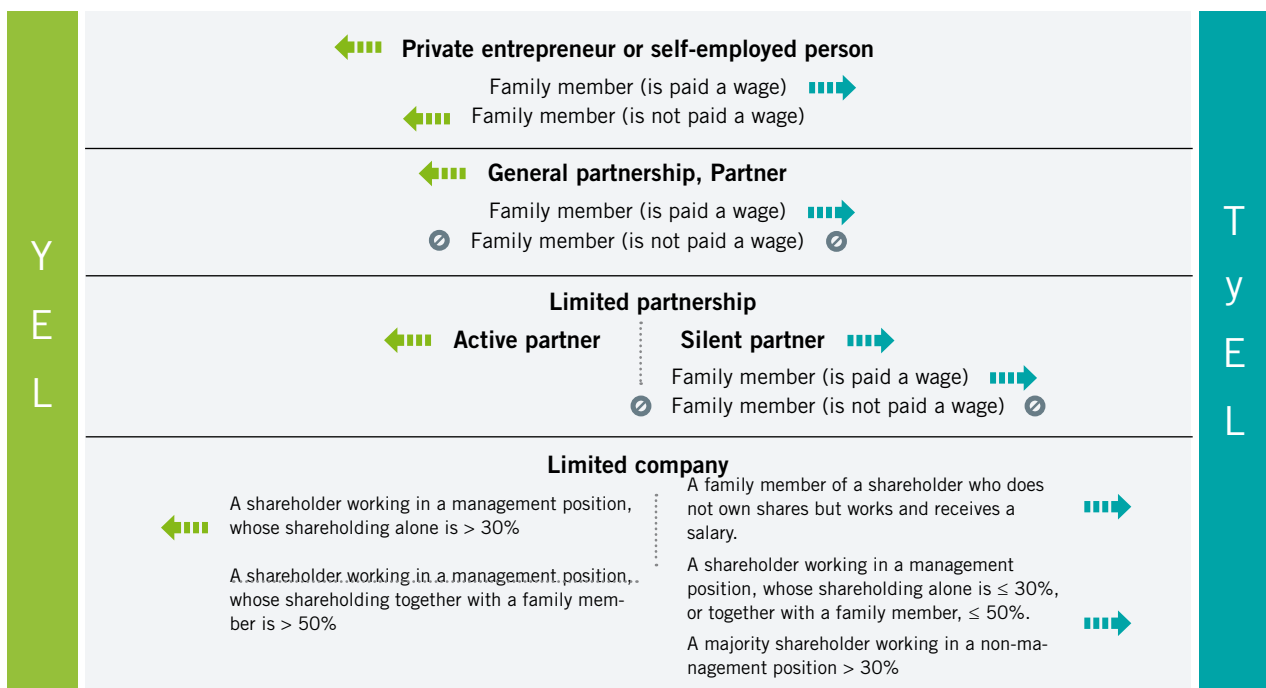 YEL
Private entrepreneur or self-employed person
Family member (is paid a wage)
Family member (is not paid a wage)
General partnership, Partner
Family member (is paid a wage)
Family member (is not paid a wage)
Limited partnership
Active partner
Silent partner
Family member (is paid a wage)
Family member (is not paid a wage)
Limited company
A shareholder working in a management position,
whose shareholding alone is > 30%
A shareholder working in a management position,
whose shareholding together with a family mem-
ber is > 50%
A family member of a shareholder who does
not own shares but works and receives a
salary.
A shareholder working in a management
position, whose shareholding alone is ≤ 30%,
or together with a family member, ≤ 50%.
A majority shareholder working in a non-ma-
nagement position > 30%
TyEL